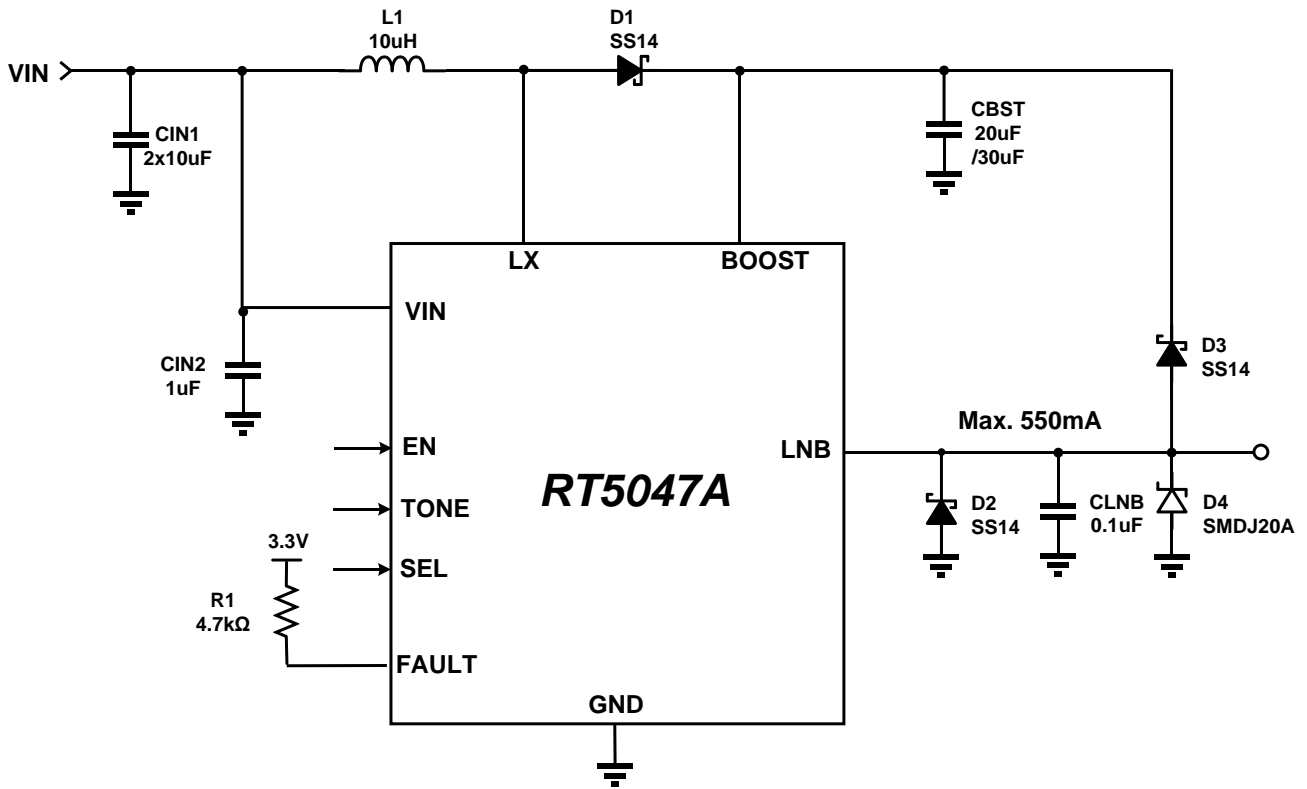 L1
10uH
D1
SS14
VIN
CIN1
2x10uF
CBST
20uF
/30uF
LX
BOOST
VIN
CIN2
1uF
D3
SS14
Max. 550mA
EN
LNB
RT5047A
TONE
D2
SS14
CLNB
0.1uF
D4
SMDJ20A
3.3V
SEL
R1
4.7kΩ
FAULT
GND